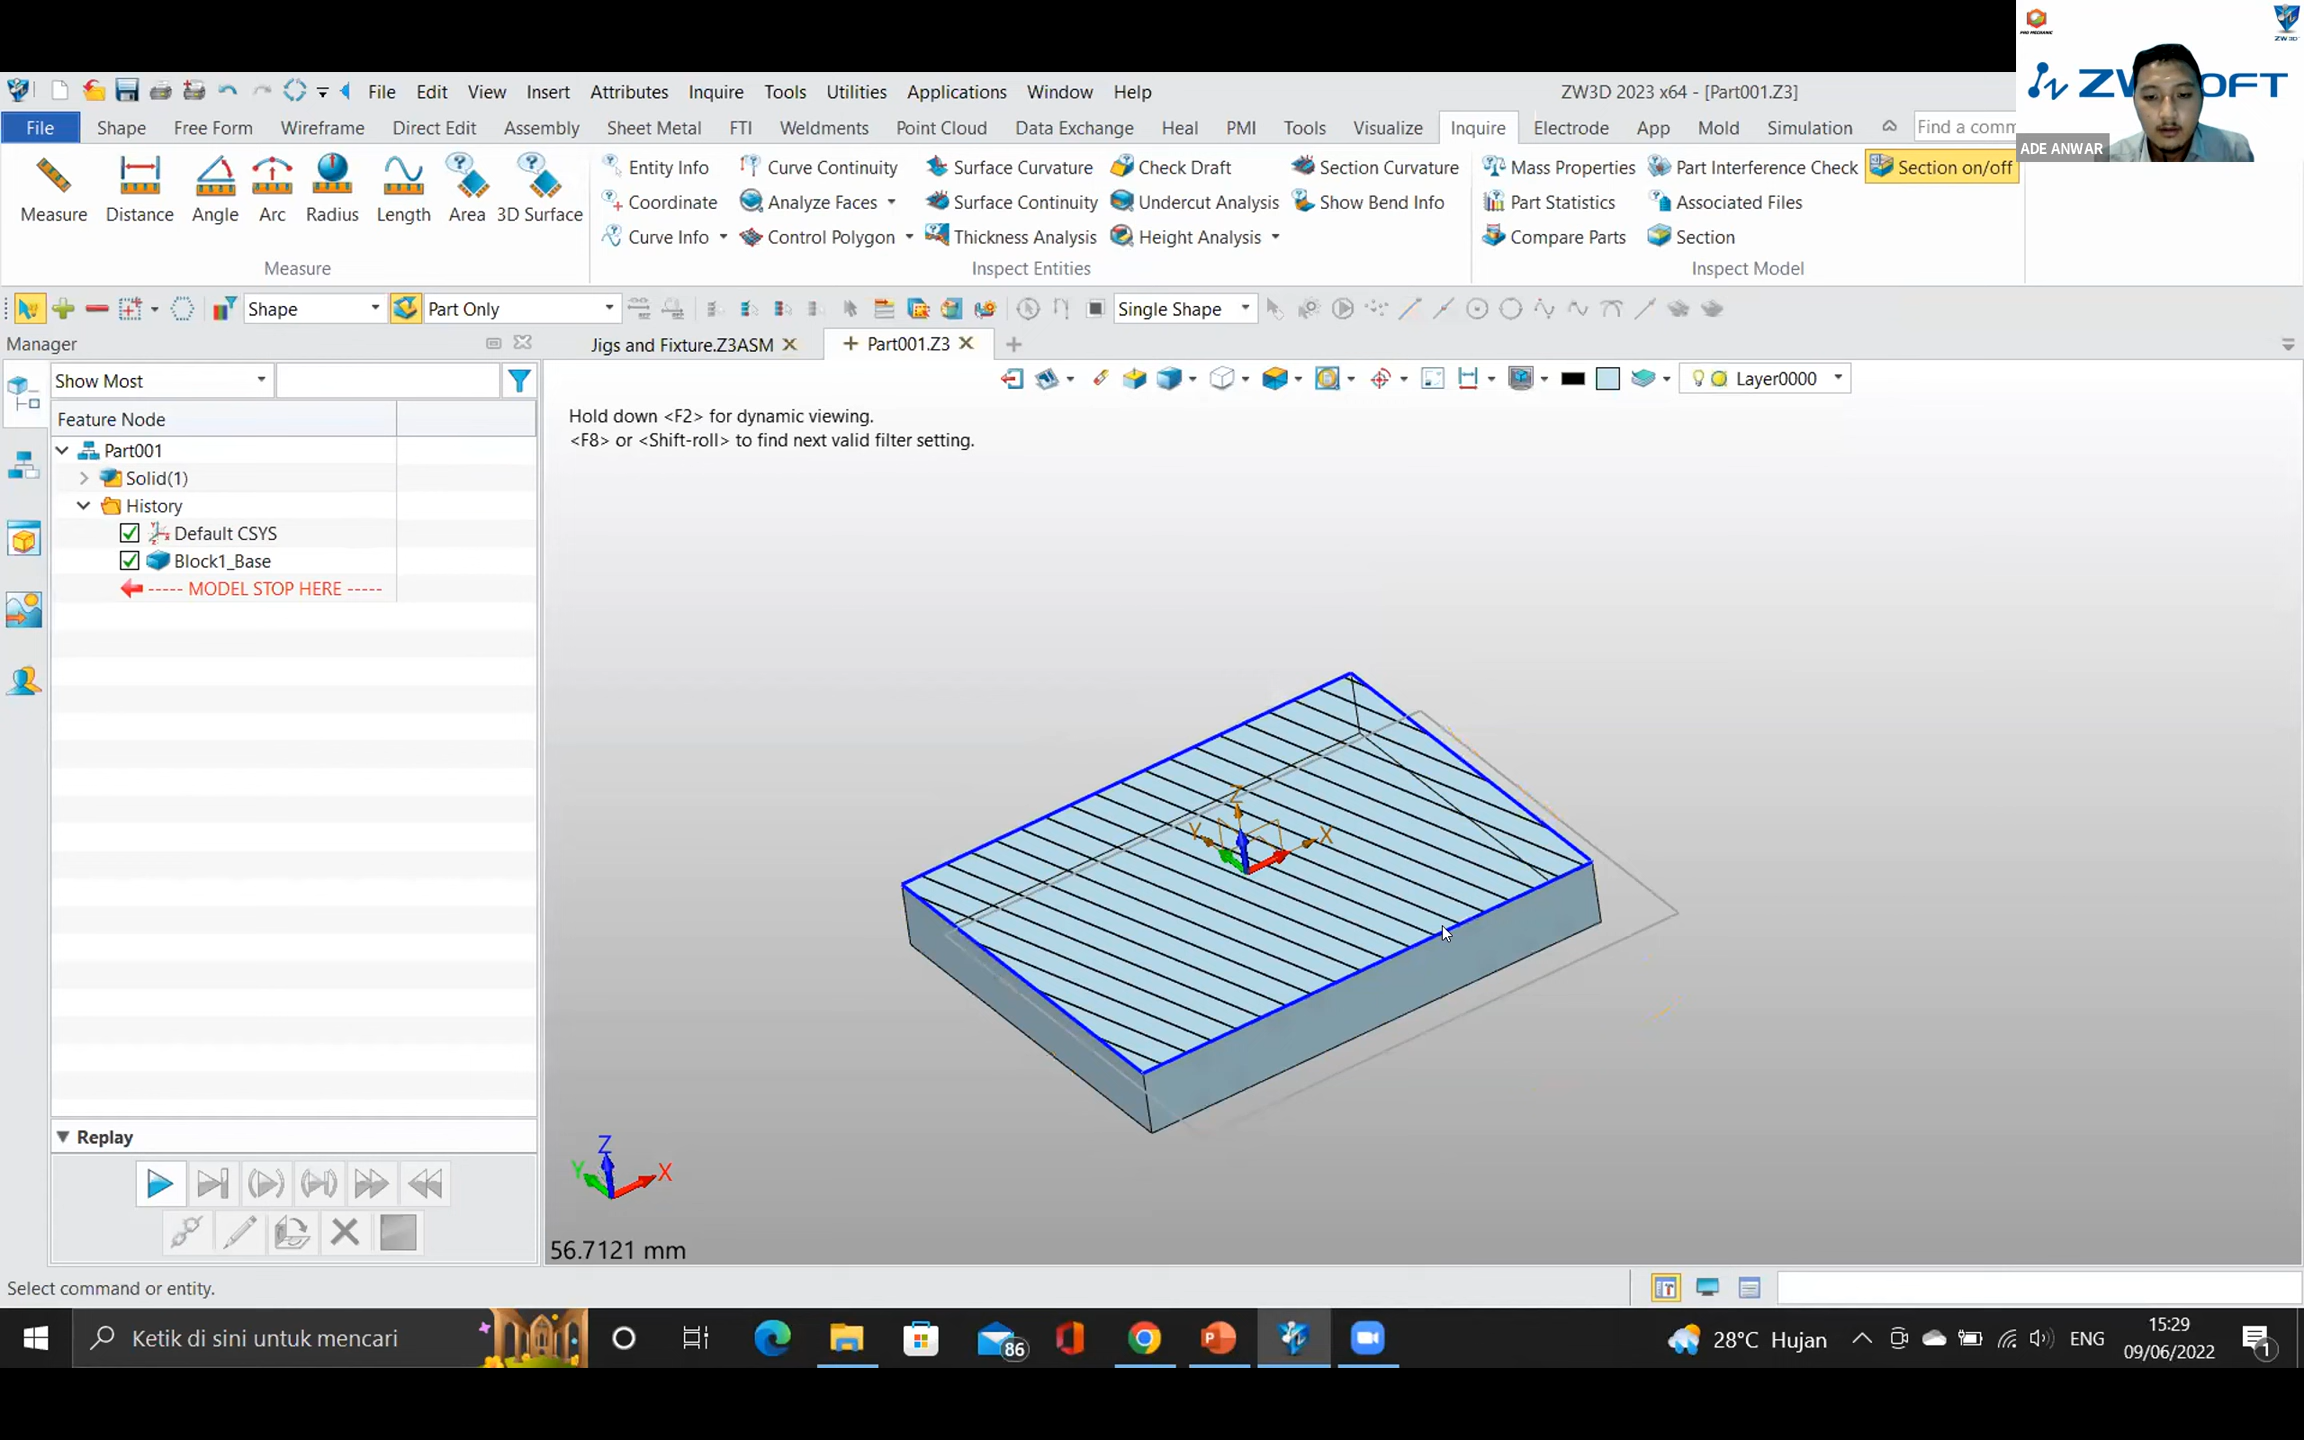 File Edit View Insert Attributes Inquire Tools Utilities Applications Window Help
ZW3D 2023 x64 - [Part001.Z3]
ADE ANWAR
File Shape Free Form Wireframe Direct Edit Assembly Sheet Metal FTI Weldments Point Cloud Data Exchange Heal PMI Tools Visualize Inquire Electrode App Mold Simulation
Find a comm
Measure Distance Angle Arc Radius Length Area 3D Surface
Measure
Entity Info Curve Continuity Surface Curvature Check Draft Section Curvature
Coordinate Analyze Faces Surface Continuity Undercut Analysis Show Bend Info
Curve Info Control Polygon Thickness Analysis Height Analysis
Inspect Entities
Mass Properties Part Interference Check Section on/off
Part Statistics Associated Files
Compare Parts Section
Inspect Model
Shape Part Only Single Shape
Manager
Jigs and Fixture.Z3ASM Part001.Z3
Show Most
Layer0000
Feature Node
Part001
Solid(1)
History
Default CSYS
Block1_Base
----- MODEL STOP HERE -----
Hold down <F2> for dynamic viewing.
<F8> or <Shift-roll> to find next valid filter setting.
Z
Y
X
Replay
Z
Y
X
56.7121 mm
Select command or entity.
Ketik di sini untuk mencari
86
28°C Hujan
ENG
15:29
09/06/2022
1